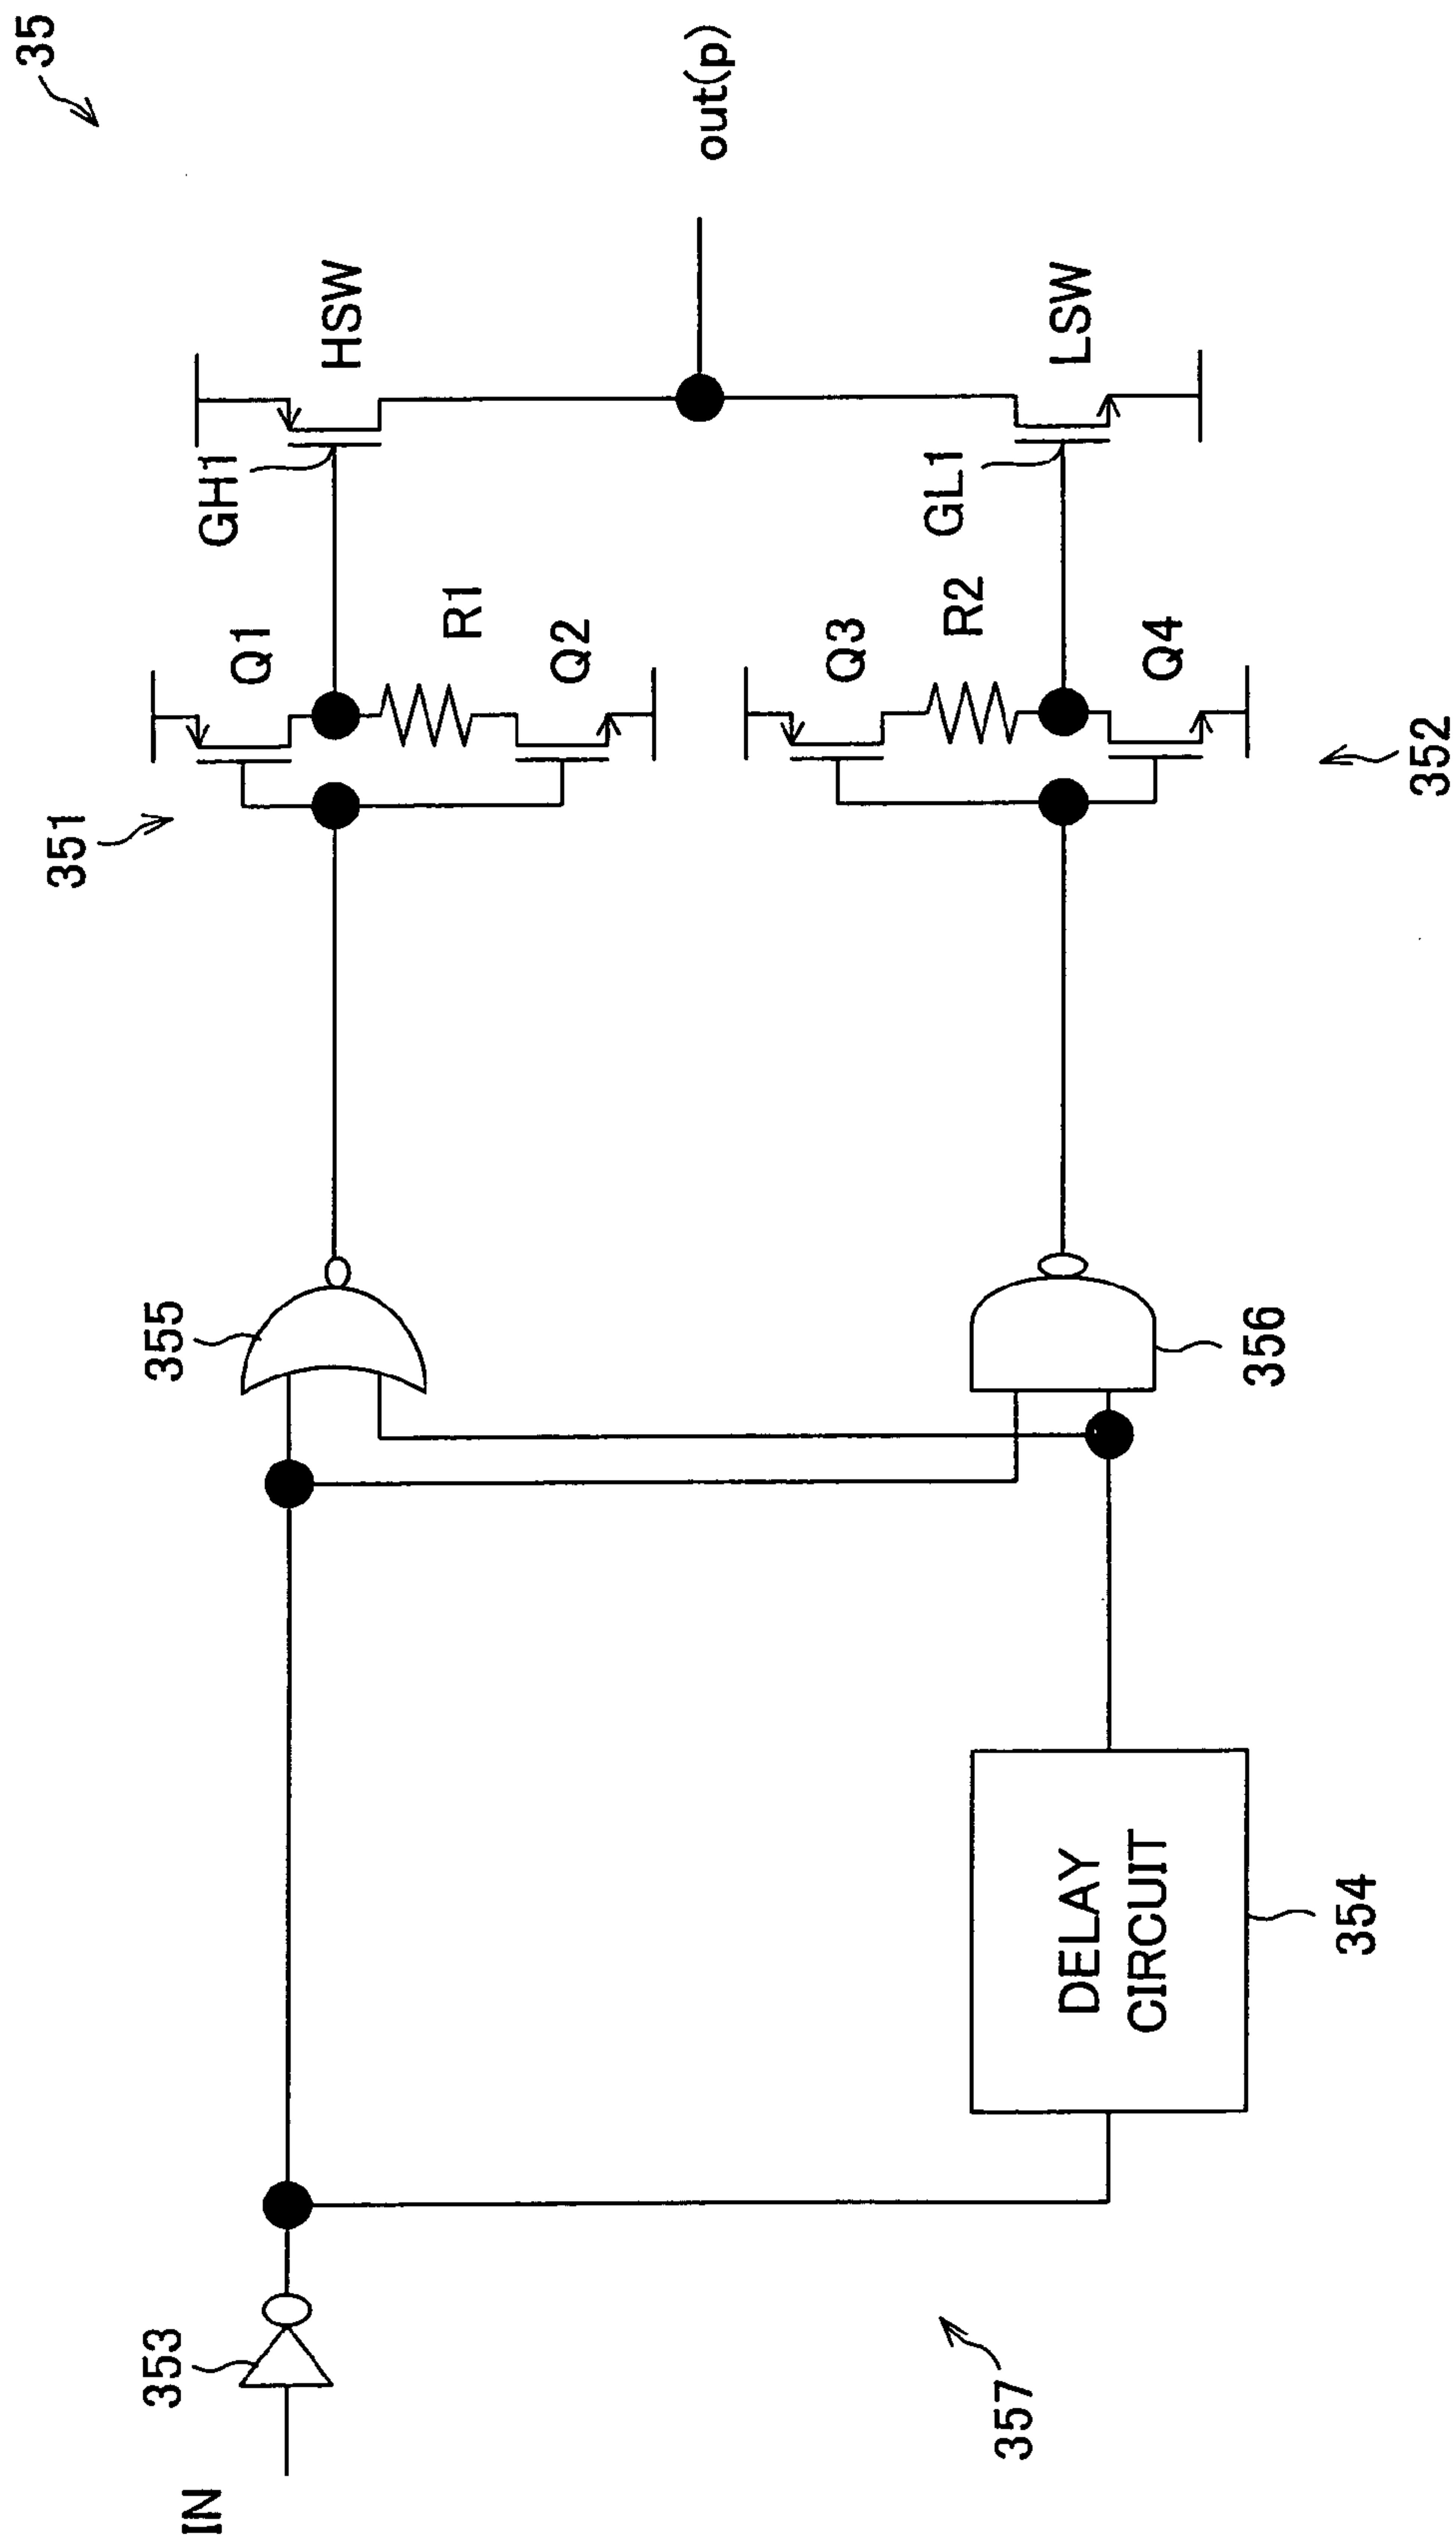 35
IN
353
355
351
Q1
GH1
HSW
R1
Q2
out(p)
Q3
R2
GL1
LSW
Q4
352
356
DELAY
CIRCUIT
354
357